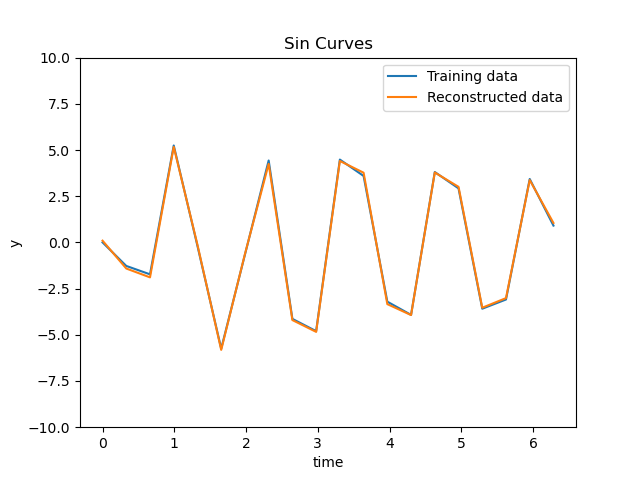 Sin Curves
Training data
Reconstructed data
10.0
7.5
5.0
2.5
0.0
−2.5
−5.0
−7.5
−10.0
y
0 1 2 3 4 5 6
time